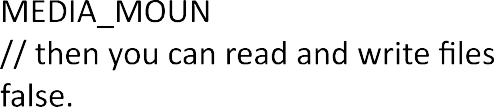 MEDIA_MOUN
// then you can read and write files
false.